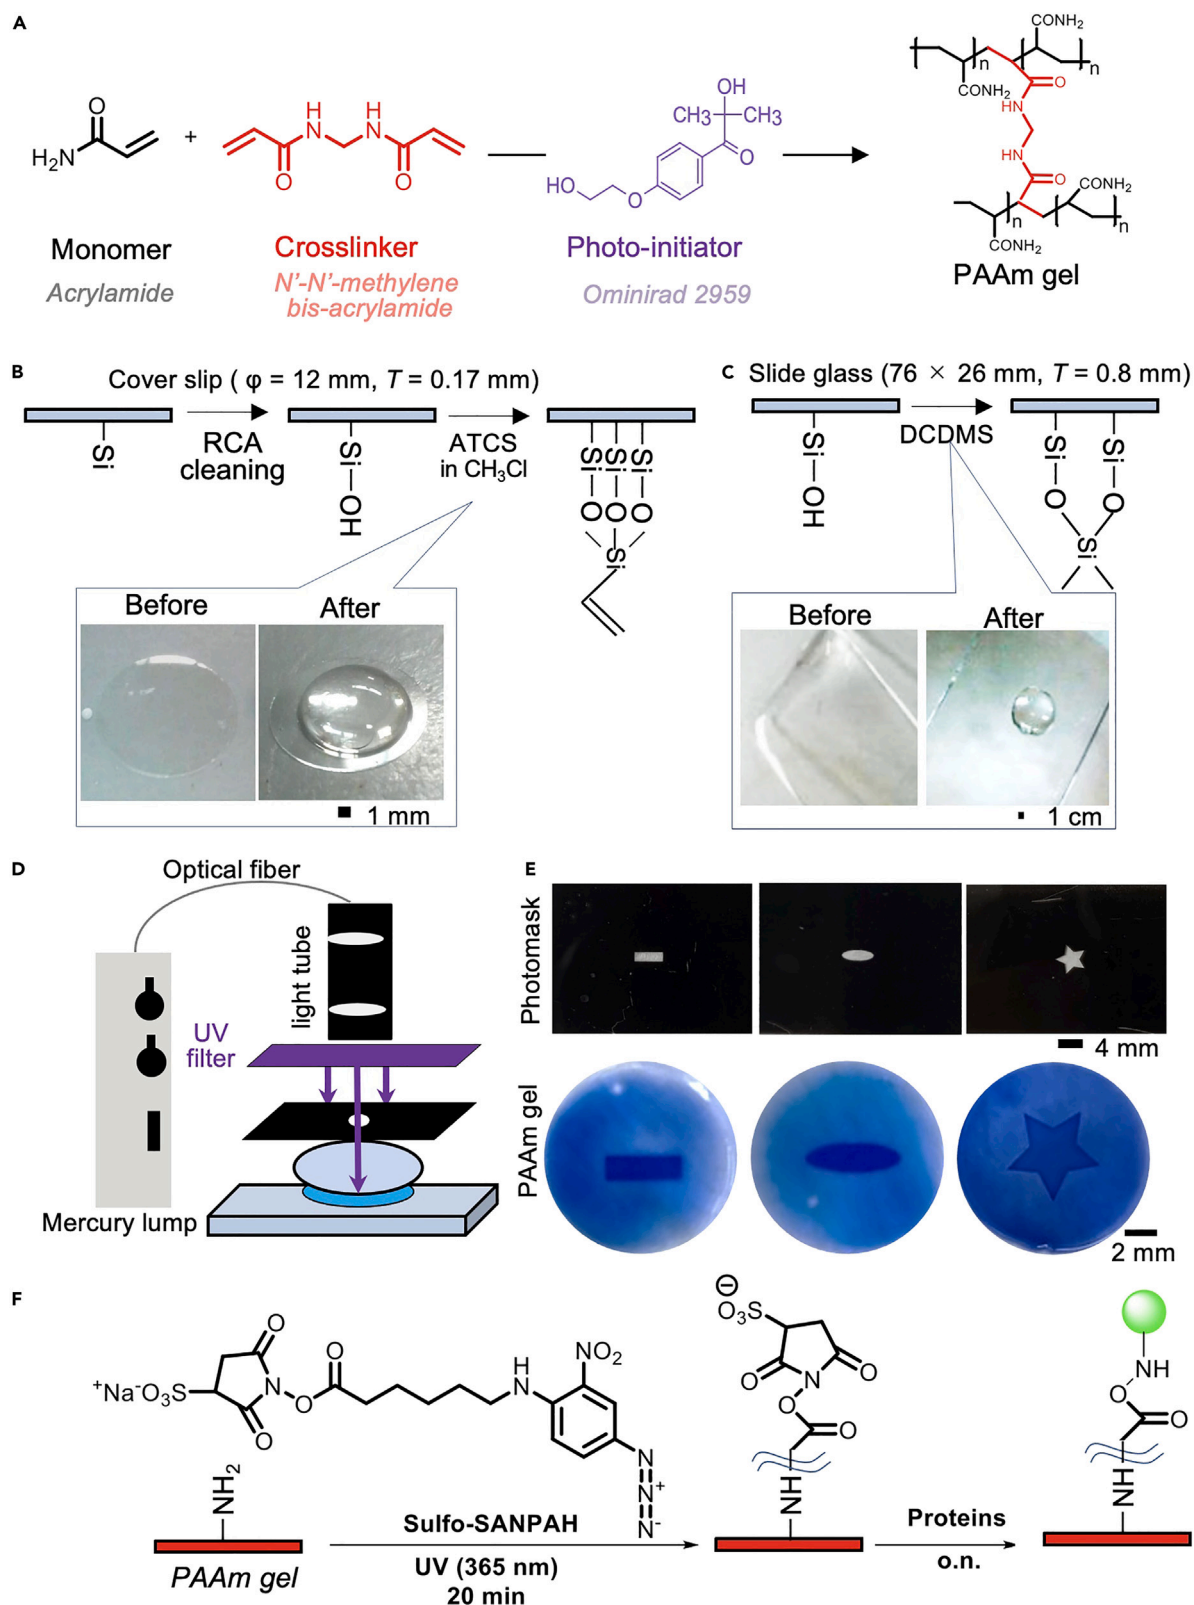 A
O
H₂N
+
H
N
H
N
O
O
OH
CH3
CH3
O
HO
O
CONH₂
n
n
CONH₂
O
HN
HN
O
CONH₂
n
n
CONH₂
Monomer
Acrylamide
Crosslinker
N'-N'-methylene
bis-acrylamide
Photo-initiator
Ominirad 2959
PAAm gel
B
Cover slip ( φ = 12 mm, T = 0.17 mm)
RCA
cleaning
ATCS
in CH₃Cl
Si
Si–OH
Si–O
Si–O
Si–O
Si
Before
After
1 mm
C
Slide glass (76 × 26 mm, T = 0.8 mm)
DCDMS
Si–OH
Si–O
Si–O
Si
Before
After
1 cm
D
Optical fiber
light tube
UV
filter
Mercury lump
E
Photomask
4 mm
PAAm gel
2 mm
F
⁺Na⁻O₃S
O
N
O
O
O
H
N
NO₂
N
N⁺
N⁻
NH₂
PAAm gel
Sulfo-SANPAH
UV (365 nm)
20 min
⊖
O₃S
O
N
O
O
O
HN
Proteins
o.n.
NH
O
O
HN